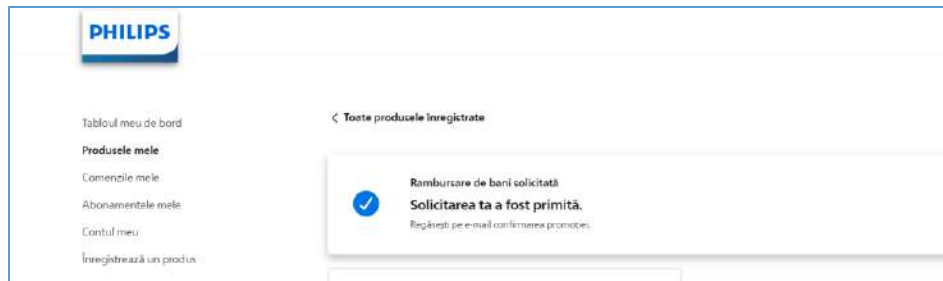 PHILIPS
Tabloul meu de bord
Produsele mele
Comenzile mele
Abonamentele mele
Contul meu
Înregistrează un produs
< Toate produsele înregistrate
Rambursare de bani solicitată
Solicitarea ta a fost primită.
Regăsești pe e-mail confirmarea promoției.